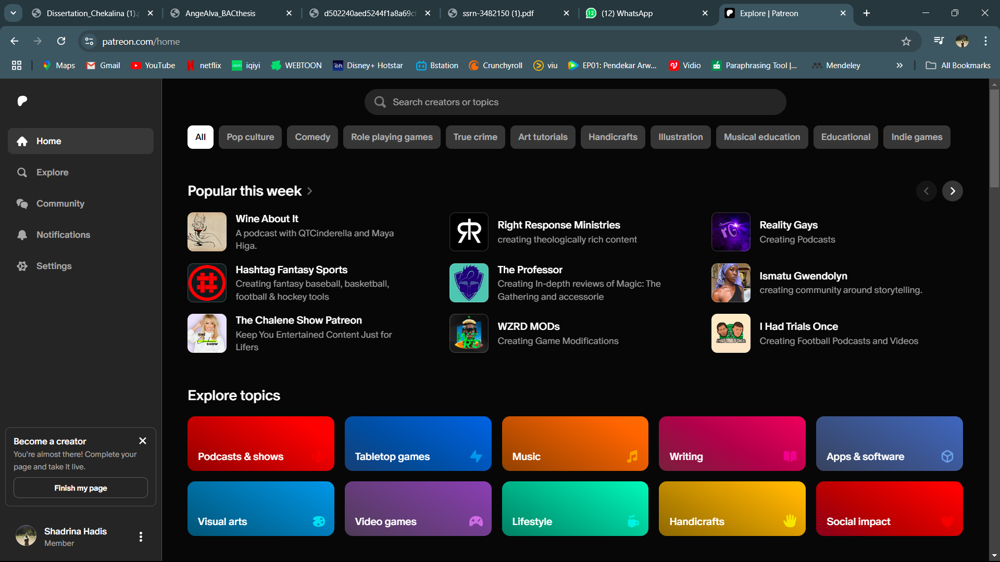 Dissertation_Chekalina (1).p
AngeAlva_BACthesis
d502240aed5244f1a8a69cf
ssrn-3482150 (1).pdf
(12) WhatsApp
Explore | Patreon
patreon.com/home
Maps
Gmail
YouTube
netflix
iqiyi
WEBTOON
Disney+ Hotstar
Bstation
Crunchyroll
viu
EP01: Pendekar Arw...
Vidio
Paraphrasing Tool |...
Mendeley
All Bookmarks
Home
Explore
Community
Notifications
Settings
Become a creator
You're almost there! Complete your
page and take it live.
Finish my page
Shadrina Hadis
Member
Search creators or topics
All
Pop culture
Comedy
Role playing games
True crime
Art tutorials
Handicrafts
Illustration
Musical education
Educational
Indie games
Popular this week
Wine About It
A podcast with QTCinderella and Maya
Higa.
Right Response Ministries
creating theologically rich content
Reality Gays
Creating Podcasts
Hashtag Fantasy Sports
Creating fantasy baseball, basketball,
football & hockey tools
The Professor
Creating In-depth reviews of Magic: The
Gathering and accessorie
Ismatu Gwendolyn
creating community around storytelling.
THE
Chalene
SHOW
The Chalene Show Patreon
Keep You Entertained Content Just for
Lifers
WZRD MODs
Creating Game Modifications
I HAD TRIALS ONCE
I Had Trials Once
Creating Football Podcasts and Videos
Explore topics
Podcasts & shows
Tabletop games
Music
Writing
Apps & software
Visual arts
Video games
Lifestyle
Handicrafts
Social impact